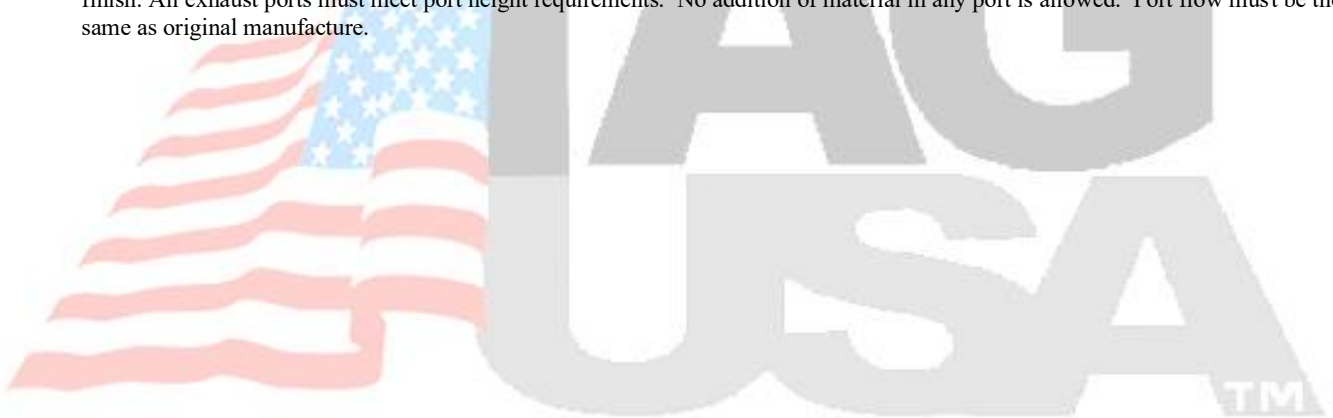 finish. All exhaust ports must meet port height requirements.  No addition of material in any port is allowed.  Port flow must be the
same as original manufacture.
TAG
USA
TM